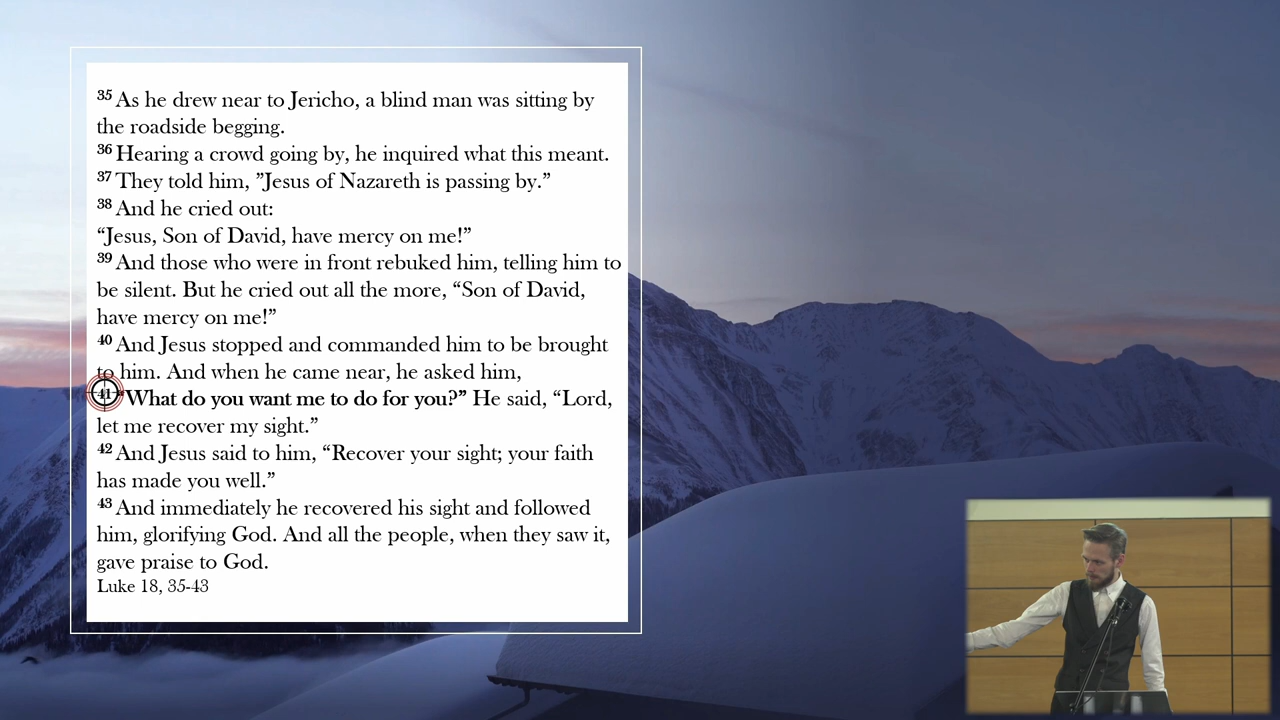 35 As he drew near to Jericho, a blind man was sitting by
the roadside begging.
36 Hearing a crowd going by, he inquired what this meant.
37 They told him, ”Jesus of Nazareth is passing by.”
38 And he cried out:
“Jesus, Son of David, have mercy on me!”
39 And those who were in front rebuked him, telling him to
be silent. But he cried out all the more, “Son of David,
have mercy on me!”
40 And Jesus stopped and commanded him to be brought
to him. And when he came near, he asked him,
41 “What do you want me to do for you?” He said, “Lord,
let me recover my sight.”
42 And Jesus said to him, “Recover your sight; your faith
has made you well.”
43 And immediately he recovered his sight and followed
him, glorifying God. And all the people, when they saw it,
gave praise to God.
Luke 18, 35-43